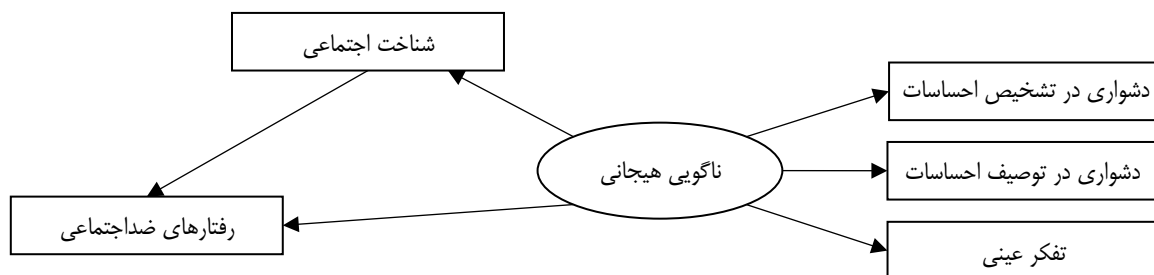 شناخت اجتماعی
دشواری در تشخیص احساسات
ناگویی هیجانی
دشواری در توصیف احساسات
رفتارهای ضداجتماعی
تفکر عینی